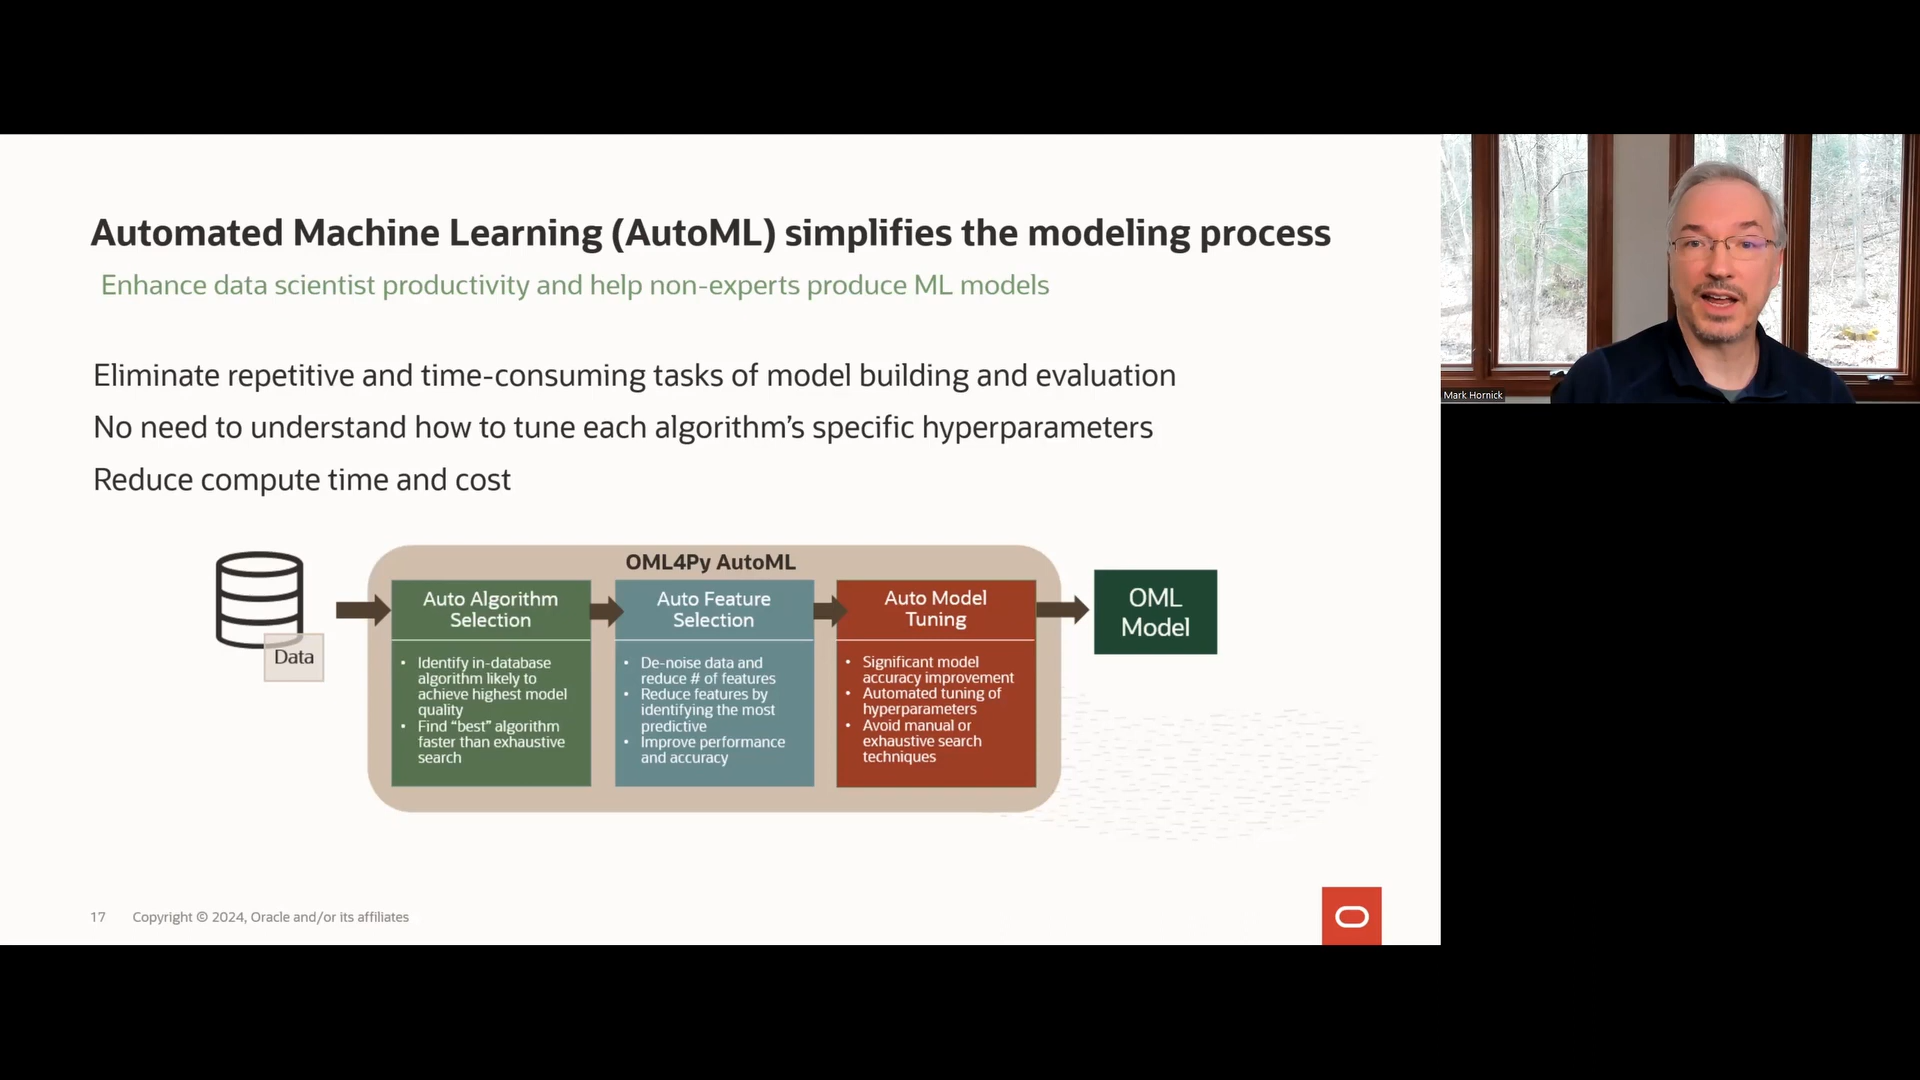 Automated Machine Learning (AutoML) simplifies the modeling process
Enhance data scientist productivity and help non-experts produce ML models
Eliminate repetitive and time-consuming tasks of model building and evaluation
No need to understand how to tune each algorithm’s specific hyperparameters
Reduce compute time and cost
Data
OML4Py AutoML
Auto Algorithm
Selection
• Identify in-database
algorithm likely to
achieve highest model
quality
• Find “best” algorithm
faster than exhaustive
search
Auto Feature
Selection
• De-noise data and
reduce # of features
• Reduce features by
identifying the most
predictive
• Improve performance
and accuracy
Auto Model
Tuning
• Significant model
accuracy improvement
• Automated tuning of
hyperparameters
• Avoid manual or
exhaustive search
techniques
OML
Model
17 Copyright © 2024, Oracle and/or its affiliates
Mark Hornick